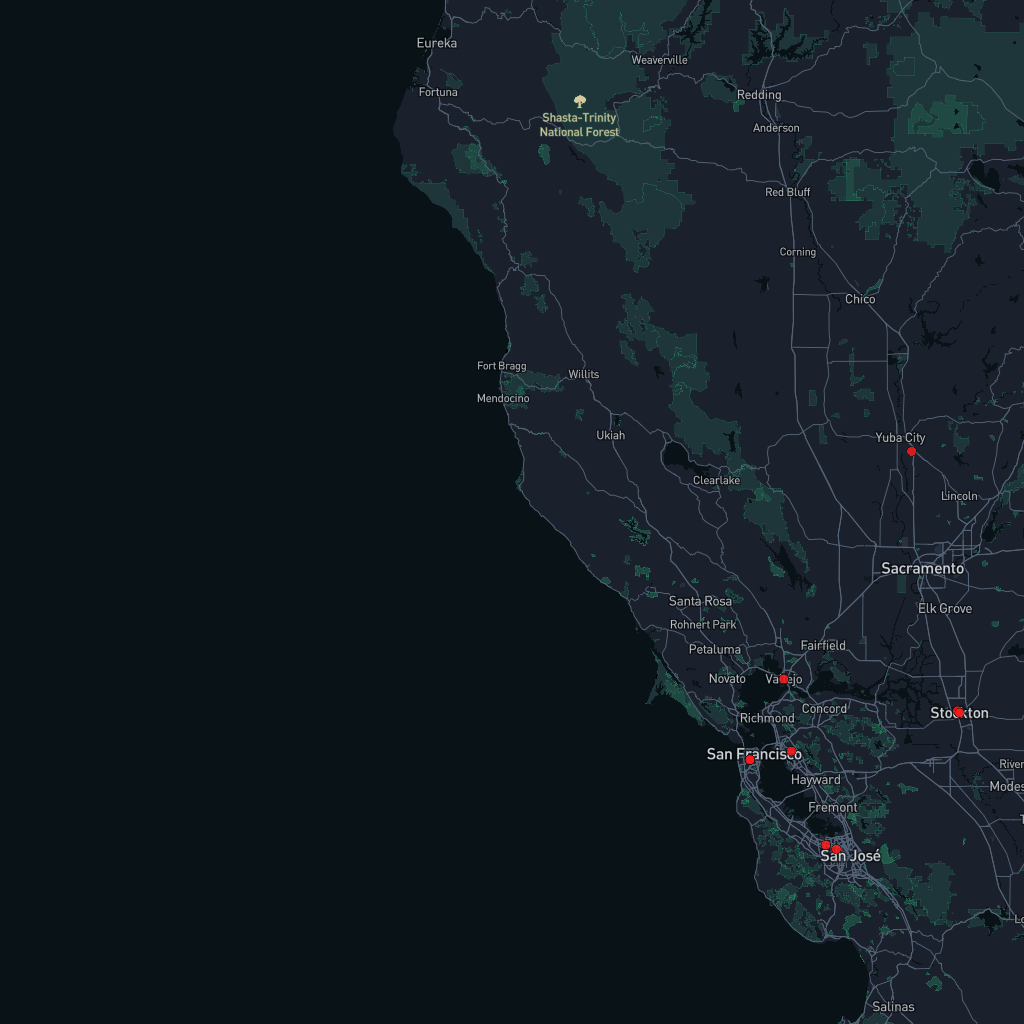 Eureka
Weaverville
Fortuna
Redding
Shasta-Trinity
National Forest
Anderson
Red Bluff
Corning
Chico
Fort Bragg
Willits
Mendocino
Ukiah
Yuba City
Clearlake
Lincoln
Sacramento
Santa Rosa
Elk Grove
Rohnert Park
Petaluma
Fairfield
Novato
Vallejo
Concord
Richmond
Stockton
San Francisco
River
Hayward
Modes
Fremont
San José
Lo
Salinas